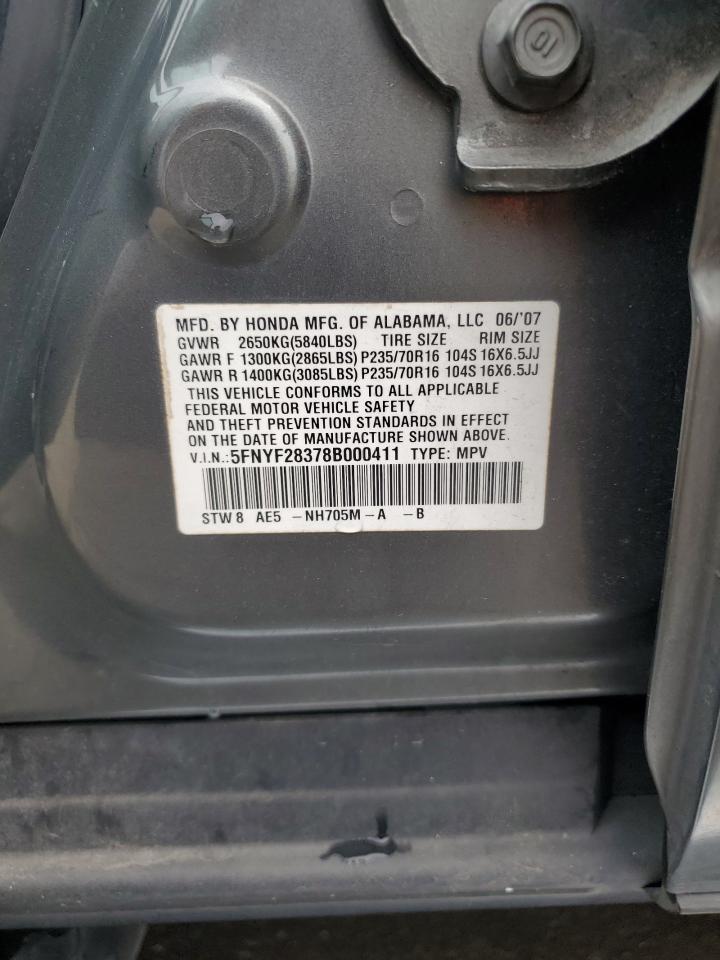 10
MFD. BY HONDA MFG. OF ALABAMA, LLC 06/'07
GVWR 2650KG(5840LBS) TIRE SIZE RIM SIZE
GAWR F 1300KG(2865LBS) P235/70R16 104S 16X6.5JJ
GAWR R 1400KG(3085LBS) P235/70R16 104S 16X6.5JJ
THIS VEHICLE CONFORMS TO ALL APPLICABLE
FEDERAL MOTOR VEHICLE SAFETY
AND THEFT PREVENTION STANDARDS IN EFFECT
ON THE DATE OF MANUFACTURE SHOWN ABOVE.
V.I.N.:5FNYF28378B000411 TYPE: MPV
STW 8 AE5 -NH705M-A -B